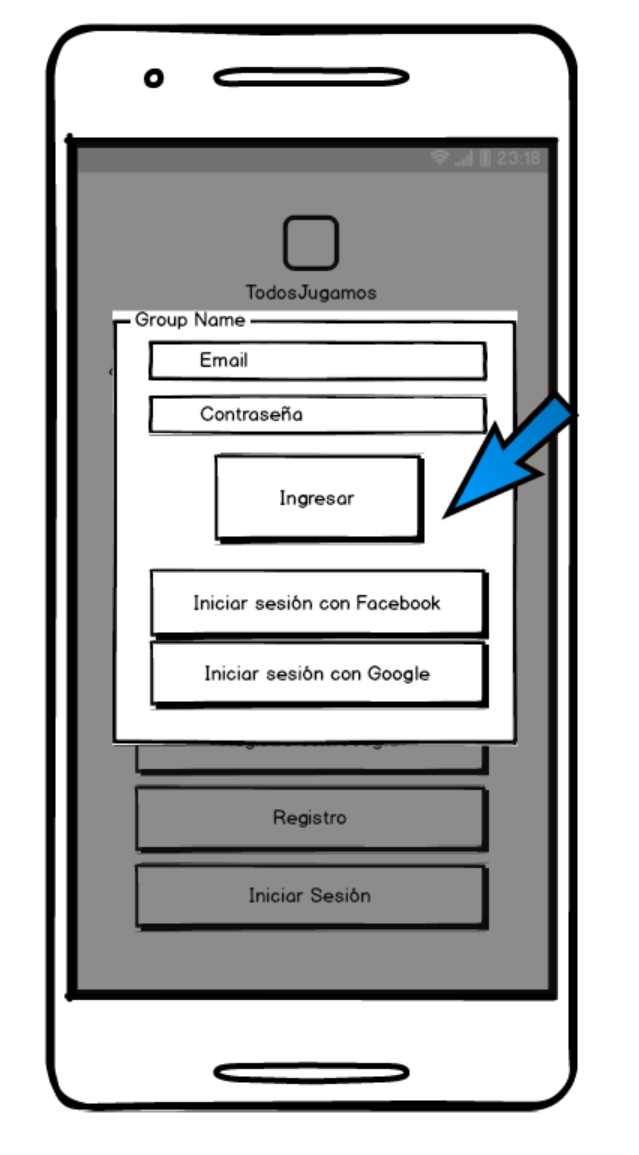 23:18
TodosJugamos
Group Name
Email
Contraseña
Ingresar
Iniciar sesión con Facebook
Iniciar sesión con Google
Registro
Iniciar Sesión